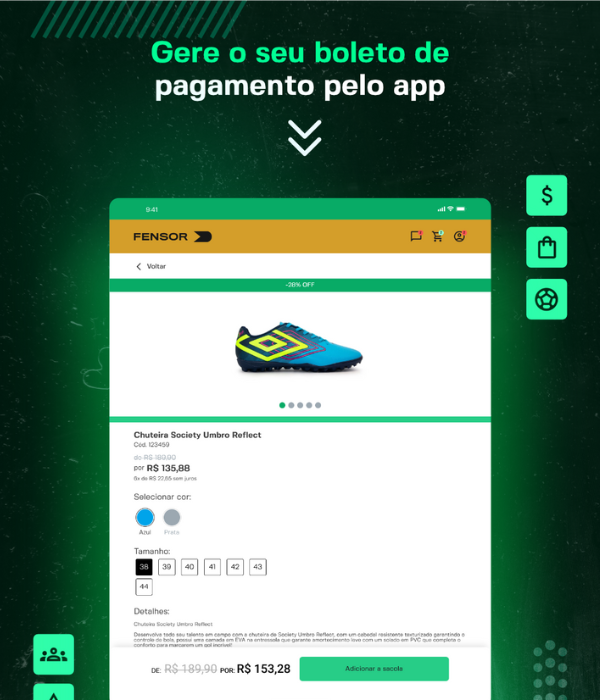 Gere o seu boleto de
pagamento pelo app
9:41
FENSOR
Voltar
-38% OFF
Chuteira Society Umbro Reflect
Cód. 123459
de R$ 189,90
por R$ 135,88
6x de R$ 22,65 sem juros
Selecionar cor:
Azul Preto
Tamanho:
38 39 40 41 42 43
44
Detalhes:
Chuteira Society Umbro Reflect
Desenvolva todo seu talento em campo com a chuteira da Society Umbro Reflect, com um cabedal resistente texturizado garantindo o
controle de bola, possui uma camada em EVA na entressola que garante amortecimento leve com um solado em PVC que completa o
conforto para marcarem um gol incrível!
DE: R$ 189,90 POR: R$ 153,28 Adicionar a sacola